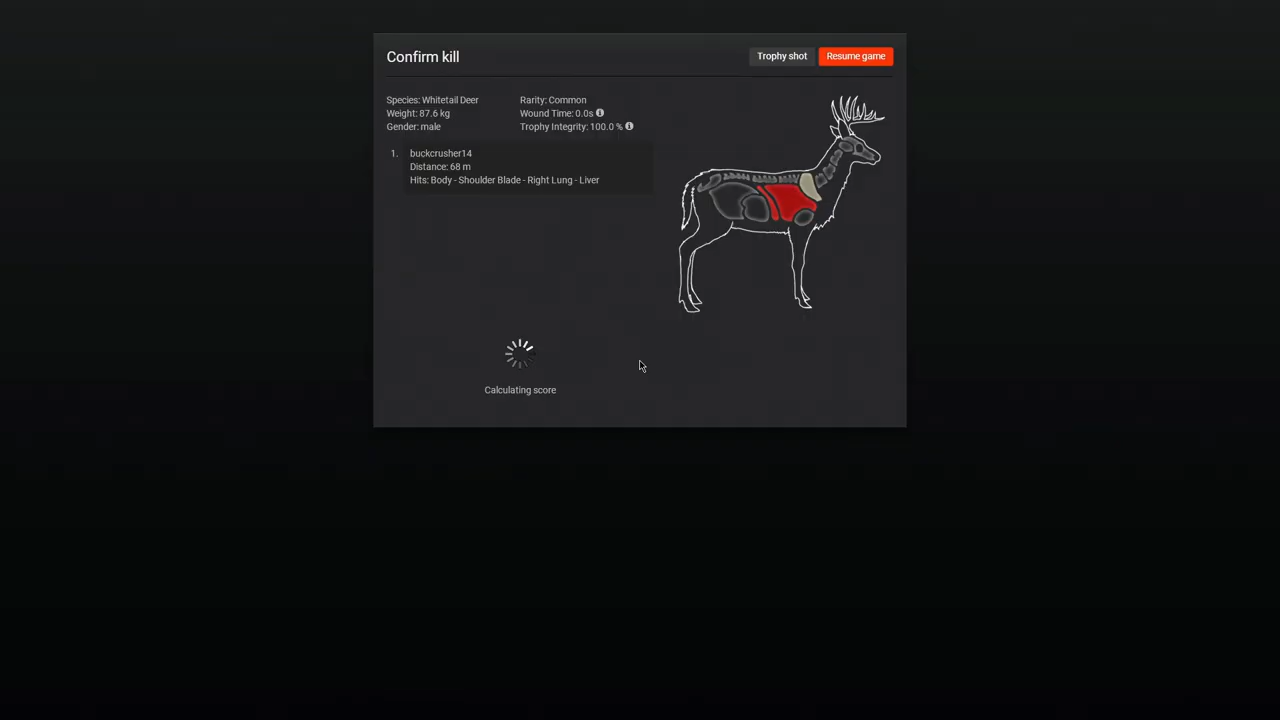 Confirm kill
Trophy shot
Resume game
Species: Whitetail Deer
Rarity: Common
Weight: 87.6 kg
Wound Time: 0.0s
Gender: male
Trophy Integrity: 100.0 %
1. buckcrusher14
Distance: 68 m
Hits: Body - Shoulder Blade - Right Lung - Liver
Calculating score